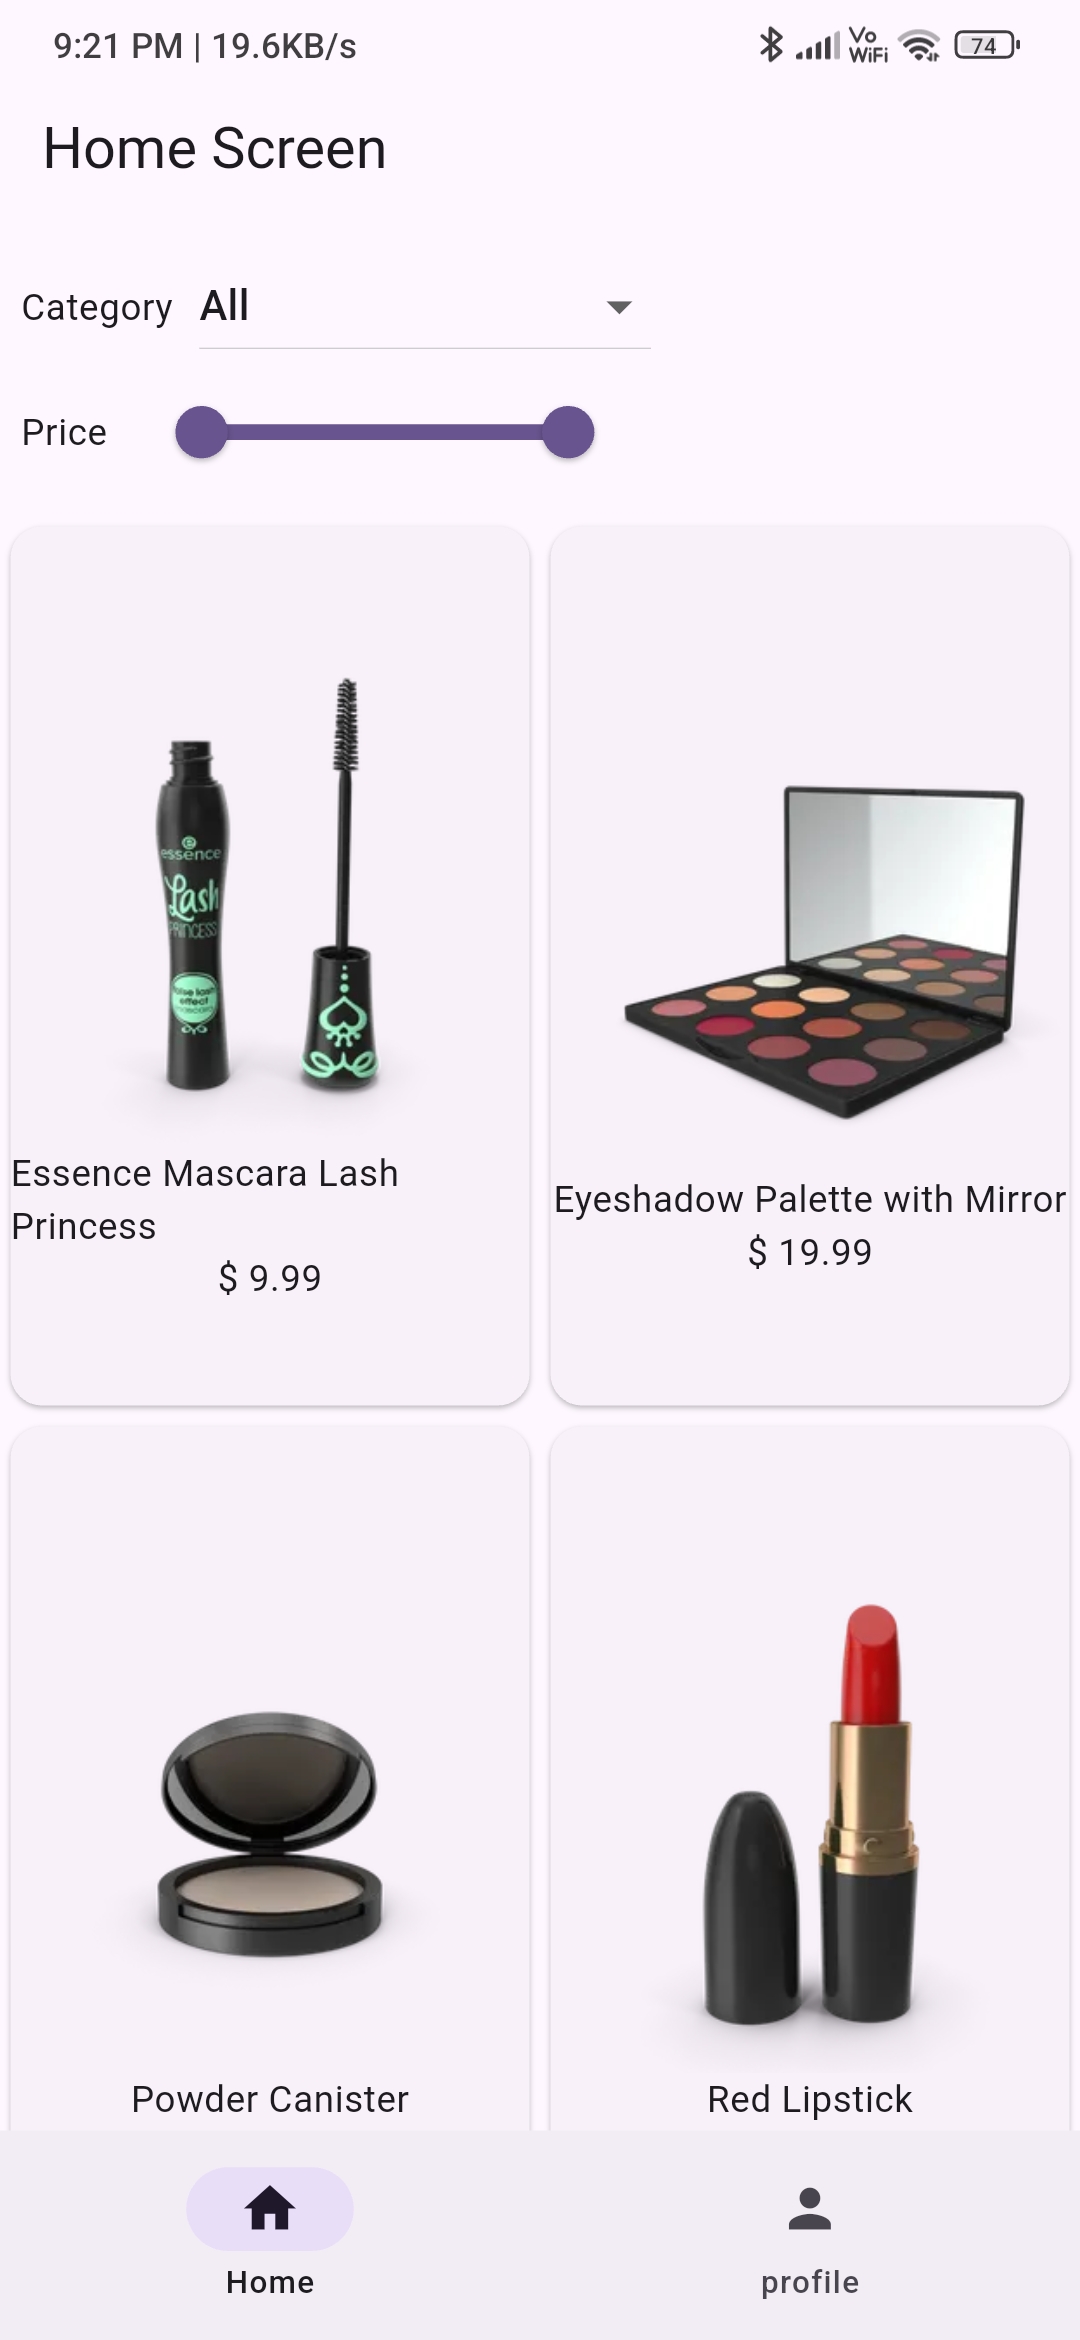 9:21 PM | 19.6KB/s
Vo
WiFi
74
Home Screen
Category
All
Price
essence
Lash
PRINCESS
false lash
effect
mascara
Essence Mascara Lash
Princess
$ 9.99
Eyeshadow Palette with Mirror
$ 19.99
Powder Canister
Red Lipstick
Home
profile